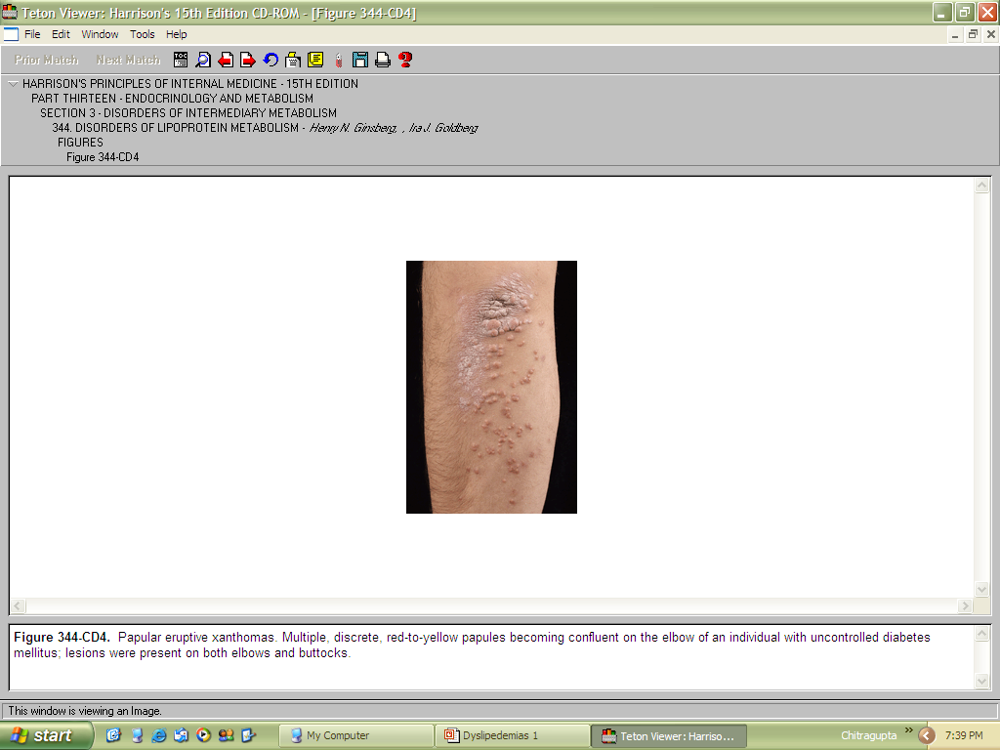 Teton Viewer: Harrison's 15th Edition CD-ROM - [Figure 344-CD4]
File Edit Window Tools Help
Prior Match Next Match TOC
HARRISON'S PRINCIPLES OF INTERNAL MEDICINE - 15TH EDITION
PART THIRTEEN - ENDOCRINOLOGY AND METABOLISM
SECTION 3 - DISORDERS OF INTERMEDIARY METABOLISM
344. DISORDERS OF LIPOPROTEIN METABOLISM - Henry N. Ginsberg, , Ira J. Goldberg
FIGURES
Figure 344-CD4
Figure 344-CD4. Papular eruptive xanthomas. Multiple, discrete, red-to-yellow papules becoming confluent on the elbow of an individual with uncontrolled diabetes
mellitus; lesions were present on both elbows and buttocks.
This window is viewing an Image.
start My Computer Dyslipedemias 1 Teton Viewer: Harriso... Chitragupta 7:39 PM